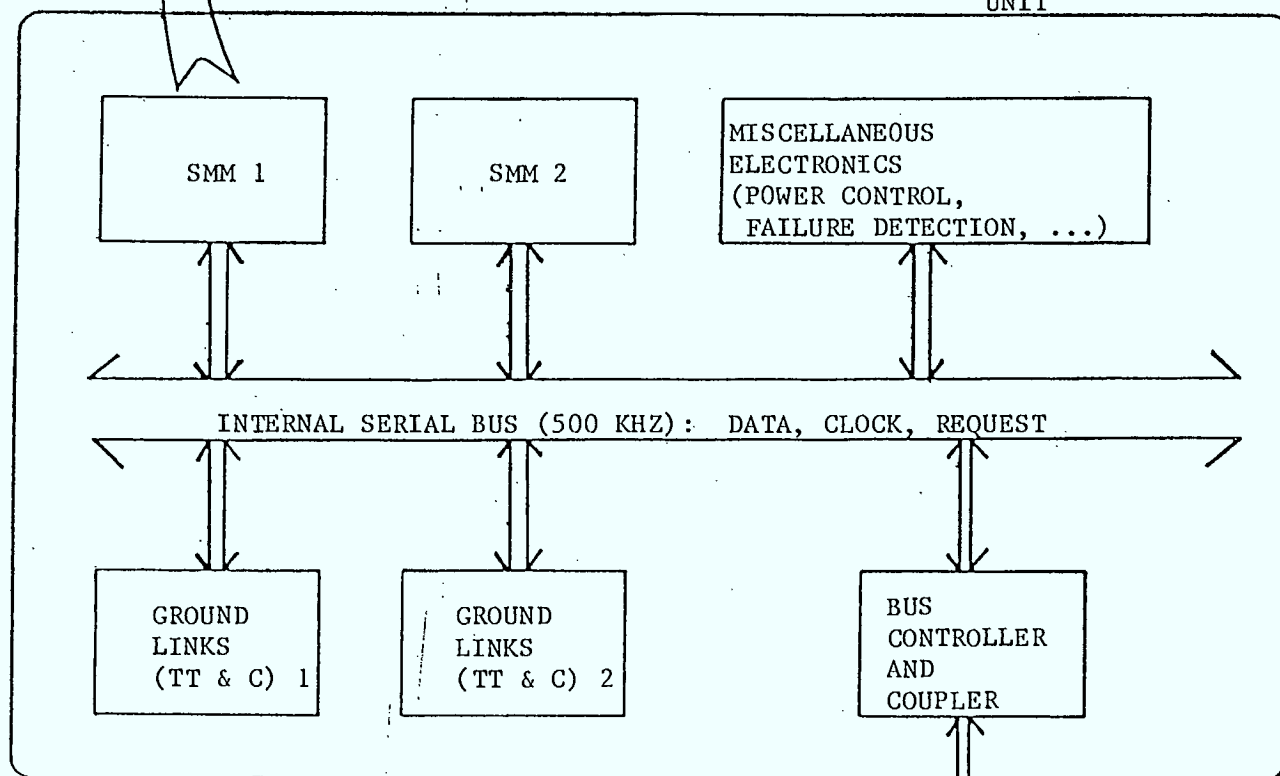 UNIT
SMM 1
SMM 2
MISCELLANEOUS
ELECTRONICS
(POWER CONTROL,
FAILURE DETECTION, ...)
INTERNAL SERIAL BUS (500 KHZ): DATA, CLOCK, REQUEST
GROUND
LINKS
(TT & C) 1
GROUND
LINKS
(TT & C) 2
BUS
CONTROLLER
AND
COUPLER